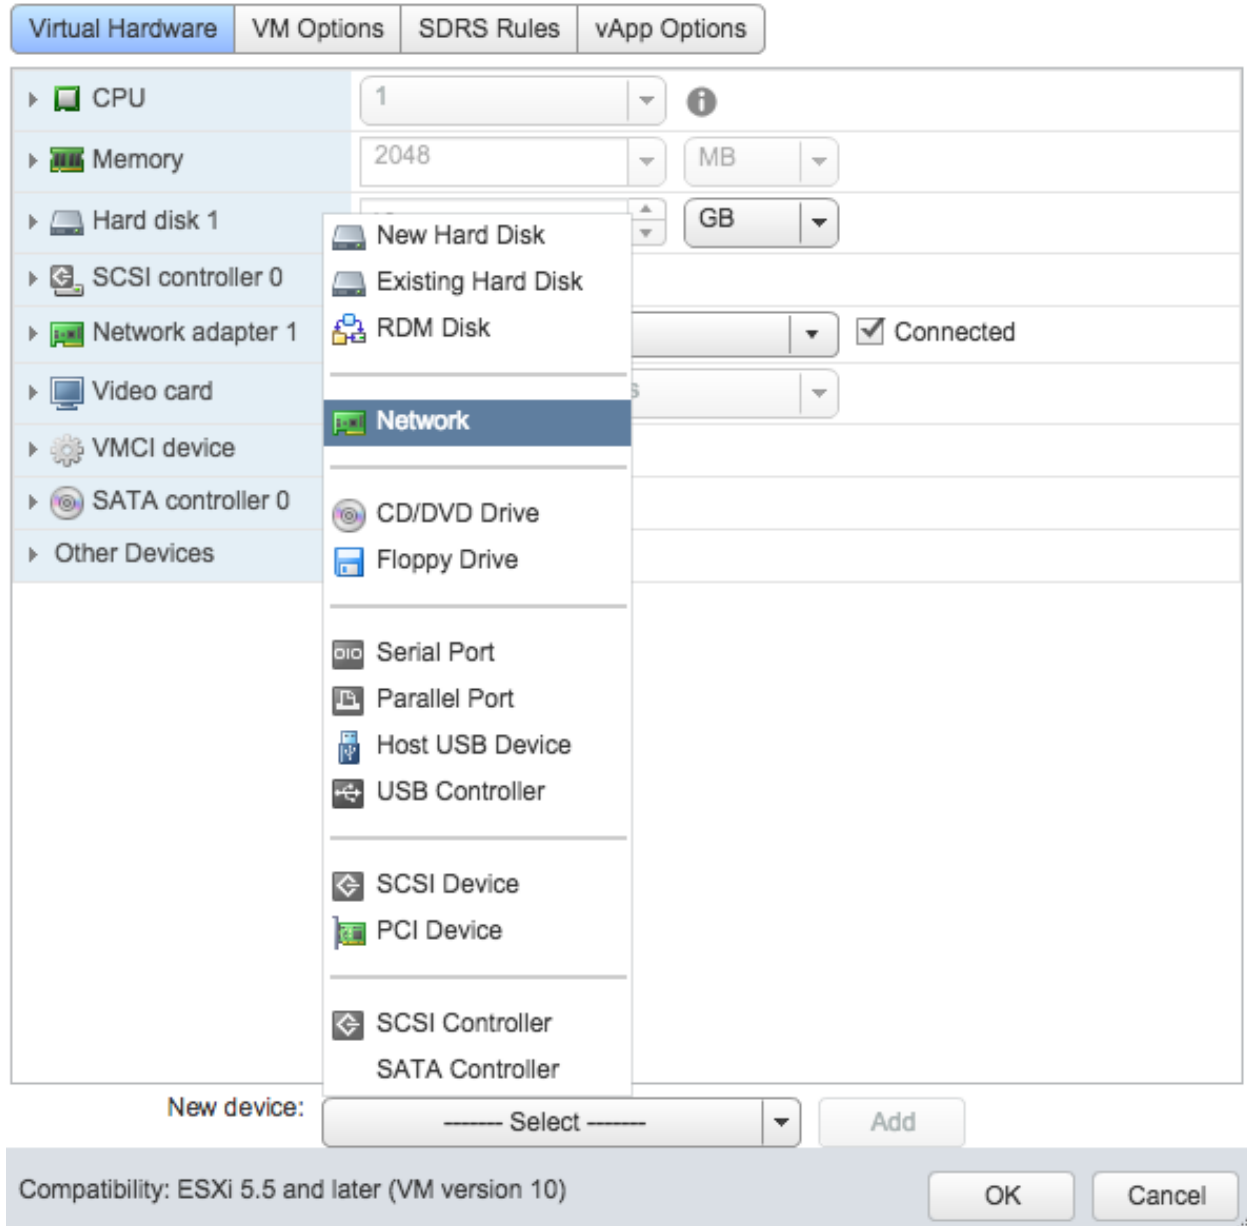 Virtual Hardware VM Options SDRS Rules vApp Options
CPU 1
Memory 2048 MB
Hard disk 1 GB
SCSI controller 0
Network adapter 1 Connected
Video card
VMCI device
SATA controller 0
Other Devices
New Hard Disk
Existing Hard Disk
RDM Disk
Network
CD/DVD Drive
Floppy Drive
Serial Port
Parallel Port
Host USB Device
USB Controller
SCSI Device
PCI Device
SCSI Controller
SATA Controller
New device: ------- Select ------- Add
Compatibility: ESXi 5.5 and later (VM version 10) OK Cancel